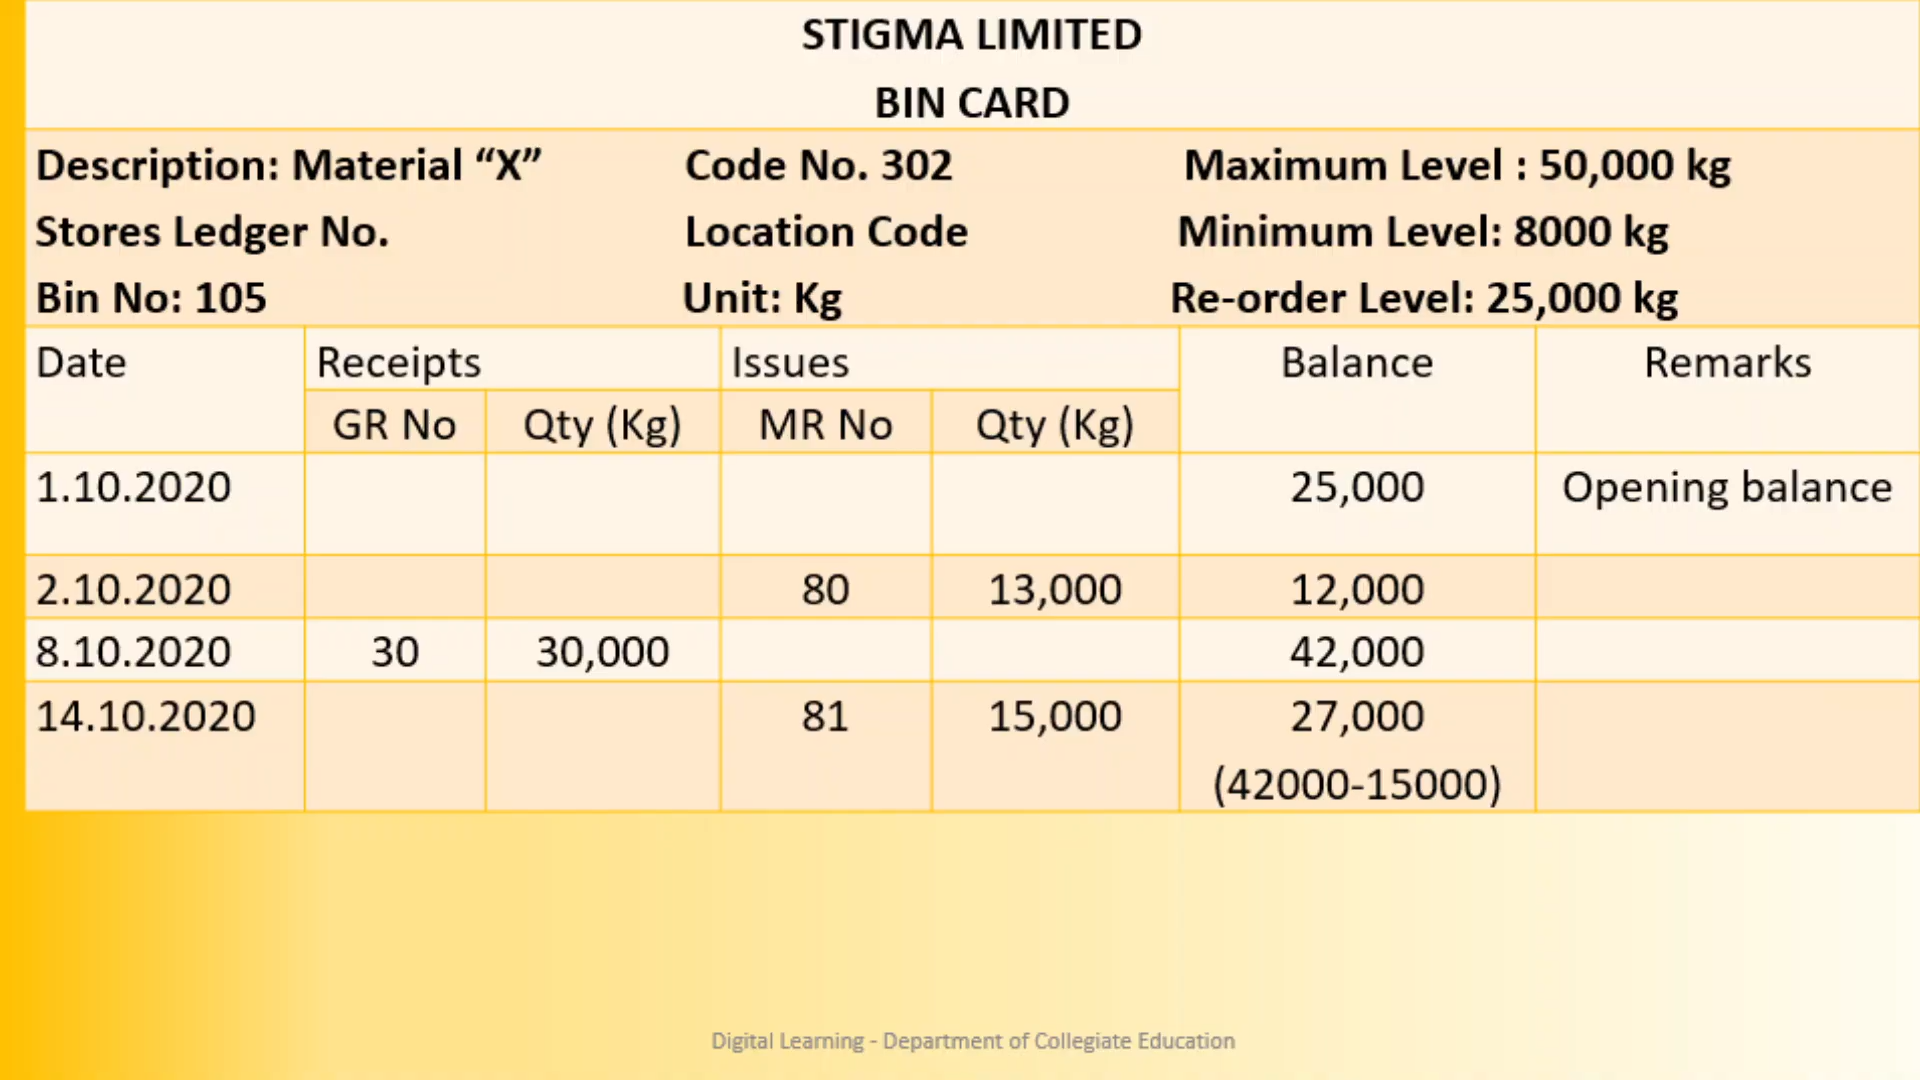 STIGMA LIMITED
BIN CARD
Description: Material “X” Code No. 302 Maximum Level : 50,000 kg
Stores Ledger No. Location Code Minimum Level: 8000 kg
Bin No: 105 Unit: Kg Re-order Level: 25,000 kg
Date Receipts Issues Balance Remarks
GR No Qty (Kg) MR No Qty (Kg)
1.10.2020 25,000 Opening balance
2.10.2020 80 13,000 12,000
8.10.2020 30 30,000 42,000
14.10.2020 81 15,000 27,000
(42000-15000)
Digital Learning - Department of Collegiate Education